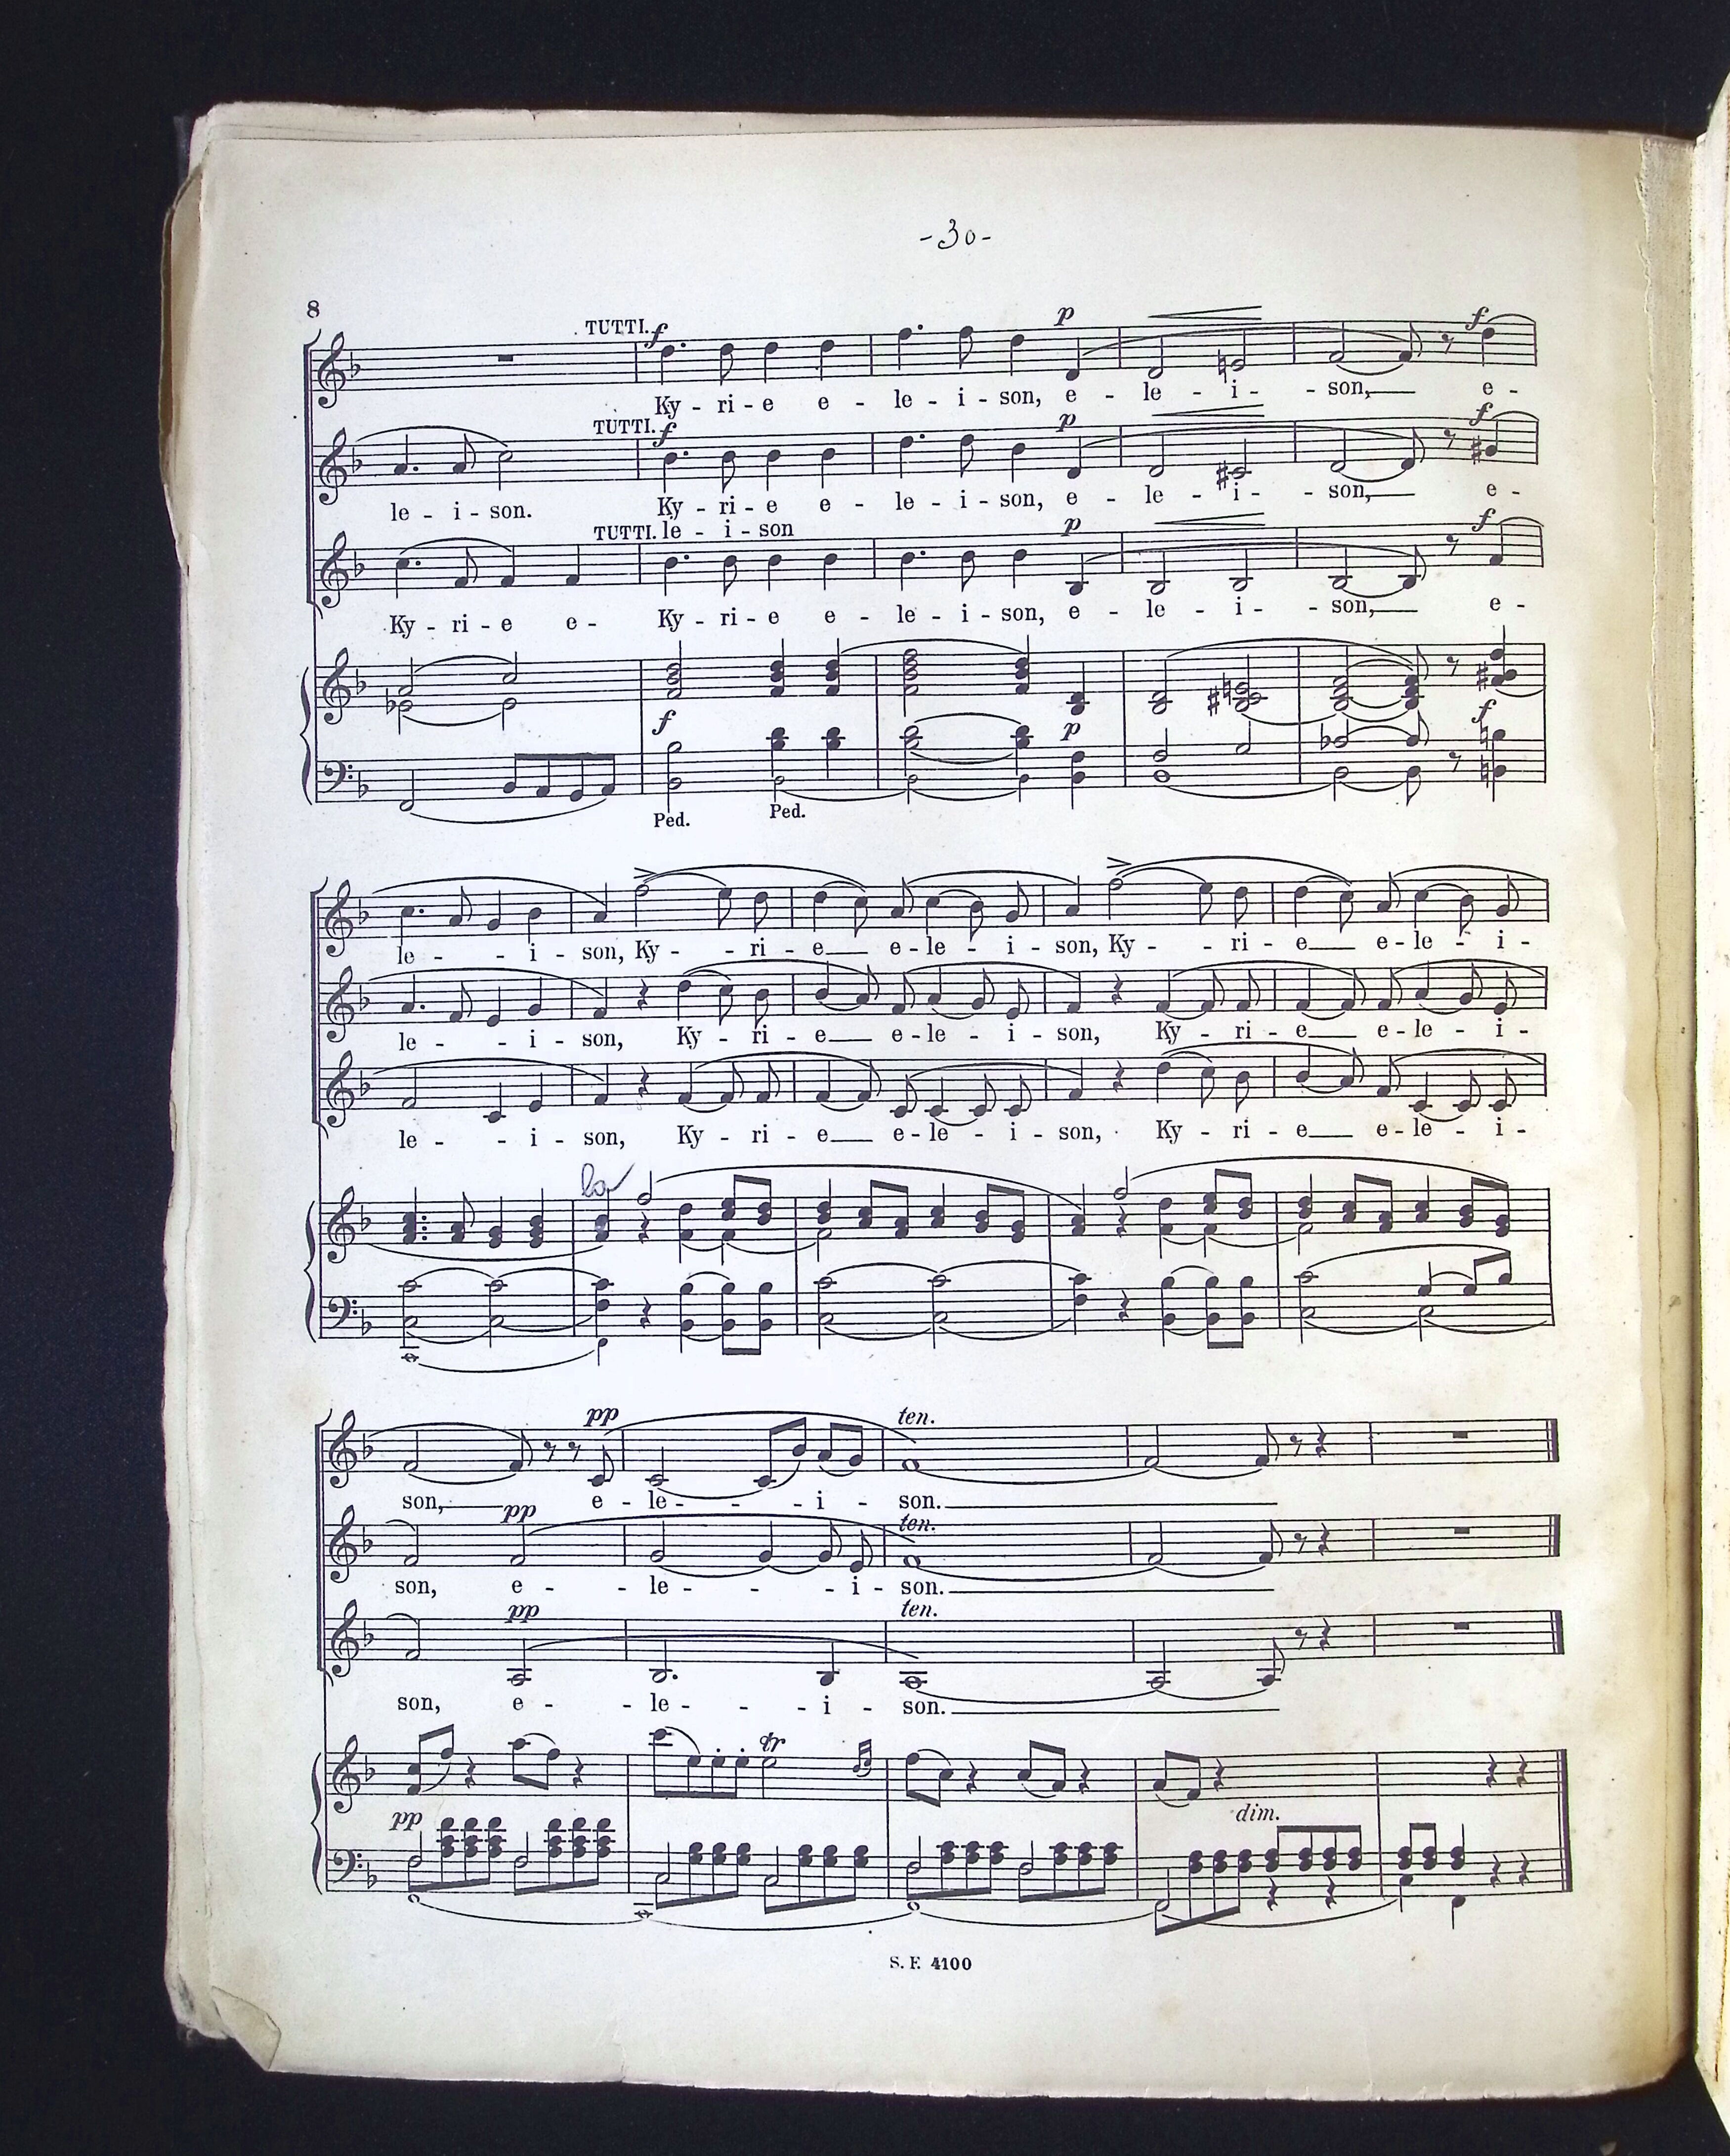 -30-
8
TUTTI. f p f
Ky - ri - e e - le - i - son, e - le - i - - son, e -
TUTTI. f p f
le - i - son. Ky - ri - e e - le - i - son, e - le - i - - son, e -
TUTTI. le - i - son p f
Ky - ri - e e - Ky - ri - e e - le - i - son, e - le - i - - son, e -
f p f
Ped. Ped.
le - - i - son, Ky - - ri - e e - le - i - son, Ky - - ri - e e - le - i -
le - - i - son, Ky - ri - e e - le - i - son, Ky - ri - e e - le - i -
le - - i - son, Ky - ri - e e - le - i - son, Ky - ri - e e - le - i -
pp ten.
son, e - le - - - i - son.
pp ten.
son, e - - le - - - i - son.
pp ten.
son, e - - le - - - i - son.
tr
pp dim.
S. F. 4100